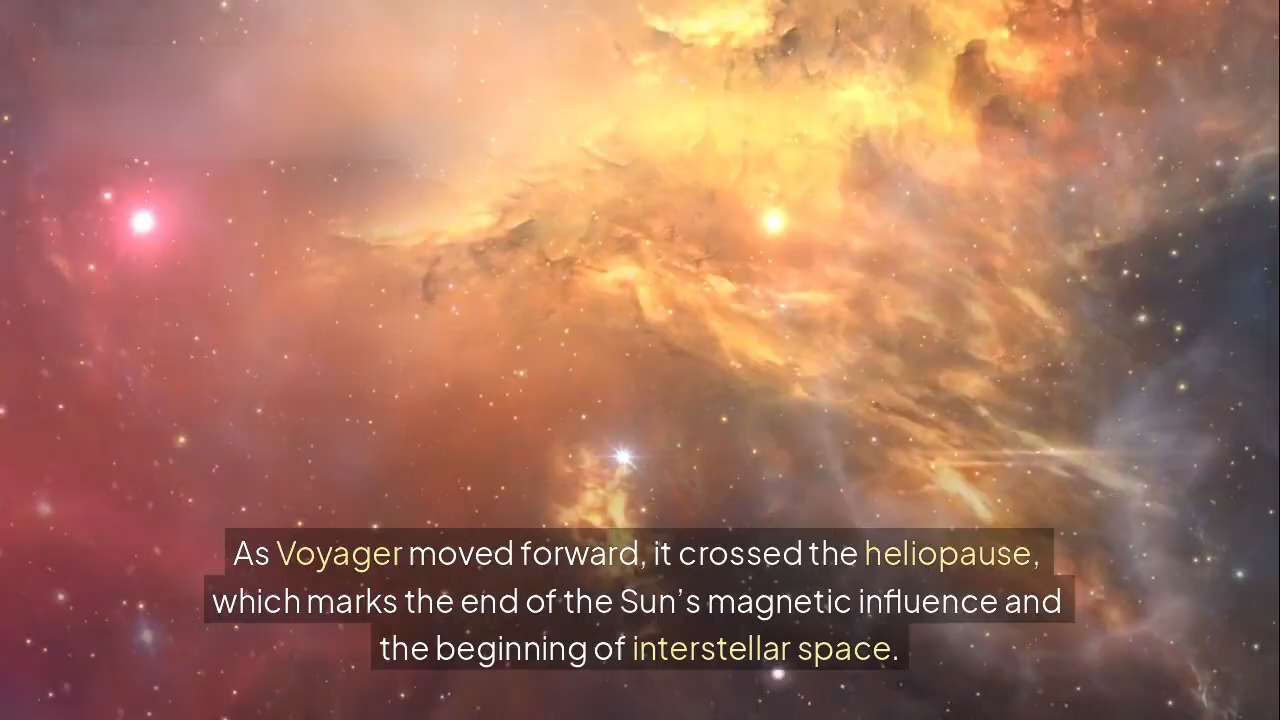 As Voyager moved forward, it crossed the heliopause,
which marks the end of the Sun’s magnetic influence and
the beginning of interstellar space.